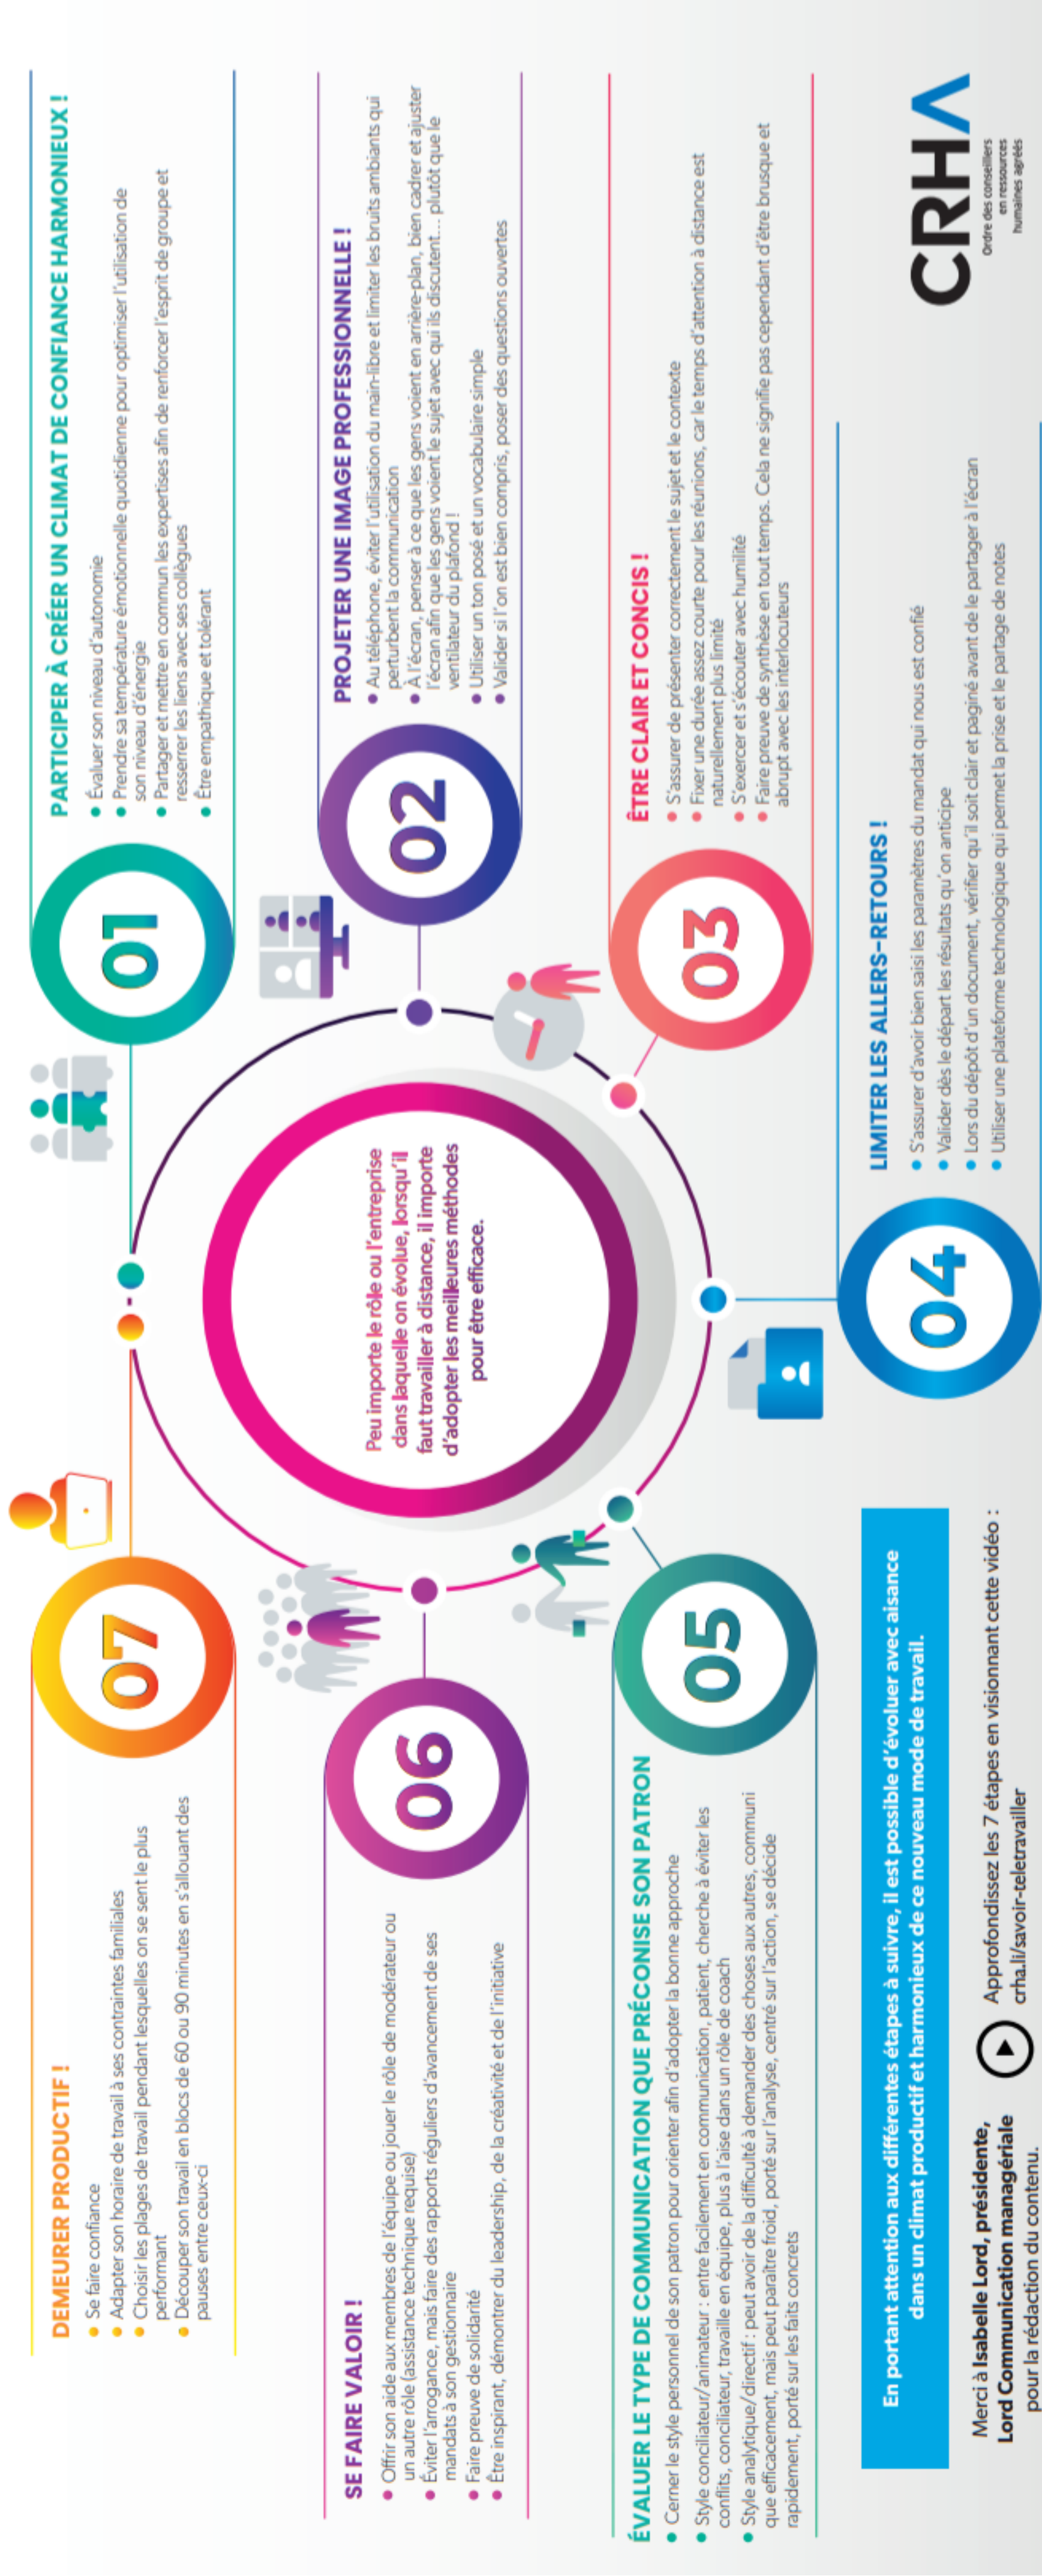 PARTICIPER À CRÉER UN CLIMAT DE CONFIANCE HARMONIEUX !
• Évaluer son niveau d'autonomie
• Prendre sa température émotionnelle quotidienne pour optimiser l'utilisation de
son niveau d'énergie
• Partager et mettre en commun les expertises afin de renforcer l'esprit de groupe et
resserrer les liens avec ses collègues
• Être empathique et tolérant
01
PROJETER UNE IMAGE PROFESSIONNELLE !
• Au téléphone, éviter l'utilisation du main-libre et limiter les bruits ambiants qui
perturbent la communication
• À l'écran, penser à ce que les gens voient en arrière-plan, bien cadrer et ajuster
l'écran afin que les gens voient le sujet avec qui ils discutent... plutôt que le
ventilateur du plafond !
• Utiliser un ton posé et un vocabulaire simple
• Valider si l'on est bien compris, poser des questions ouvertes
02
ÊTRE CLAIR ET CONCIS !
• S'assurer de présenter correctement le sujet et le contexte
• Fixer une durée assez courte pour les réunions, car le temps d'attention à distance est
naturellement plus limité
• S'exercer et s'écouter avec humilité
• Faire preuve de synthèse en tout temps. Cela ne signifie pas cependant d'être brusque et
abrupt avec les interlocuteurs
03
LIMITER LES ALLERS-RETOURS !
• S'assurer d'avoir bien saisi les paramètres du mandat qui nous est confié
• Valider dès le départ les résultats qu'on anticipe
• Lors du dépôt d'un document, vérifier qu'il soit clair et paginé avant de le partager à l'écran
• Utiliser une plateforme technologique qui permet la prise et le partage de notes
04
ÉVALUER LE TYPE DE COMMUNICATION QUE PRÉCONISE SON PATRON
• Cerner le style personnel de son patron pour orienter afin d'adopter la bonne approche
• Style conciliateur/animateur : entre facilement en communication, patient, cherche à éviter les
conflits, conciliateur, travaille en équipe, plus à l'aise dans un rôle de coach
• Style analytique/directif : peut avoir de la difficulté à demander des choses aux autres, communi
que efficacement, mais peut paraître froid, porté sur l'analyse, centré sur l'action, se décide
rapidement, porté sur les faits concrets
05
SE FAIRE VALOIR !
• Offrir son aide aux membres de l'équipe ou jouer le rôle de modérateur ou
un autre rôle (assistance technique requise)
• Éviter l'arrogance, mais faire des rapports réguliers d'avancement de ses
mandats à son gestionnaire
• Faire preuve de solidarité
• Être inspirant, démontrer du leadership, de la créativité et de l'initiative
06
DEMEURER PRODUCTIF !
• Se faire confiance
• Adapter son horaire de travail à ses contraintes familiales
• Choisir les plages de travail pendant lesquelles on se sent le plus
performant
• Découper son travail en blocs de 60 ou 90 minutes en s'allouant des
pauses entre ceux-ci
07
Peu importe le rôle ou l'entreprise
dans laquelle on évolue, lorsqu'il
faut travailler à distance, il importe
d'adopter les meilleures méthodes
pour être efficace.
En portant attention aux différentes étapes à suivre, il est possible d'évoluer avec aisance
dans un climat productif et harmonieux de ce nouveau mode de travail.
Merci à Isabelle Lord, présidente,
Lord Communication managériale
pour la rédaction du contenu.
Approfondissez les 7 étapes en visionnant cette vidéo :
crha.li/savoir-teletravailler
CRHA
Ordre des conseillers
en ressources
humaines agréés